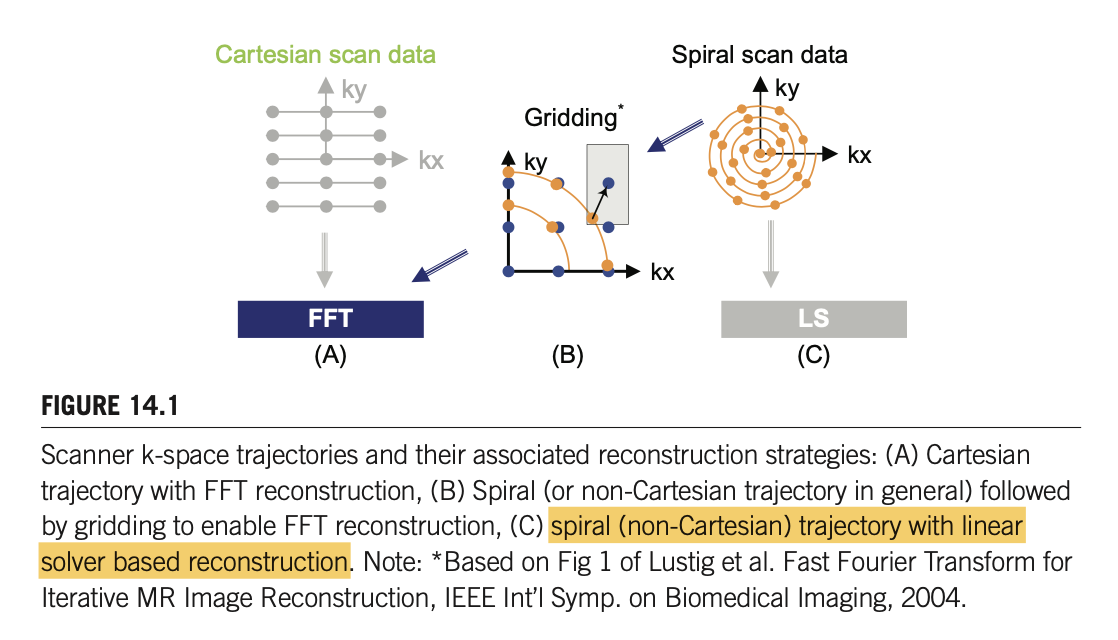 Cartesian scan data
ky
kx
Gridding*
ky
kx
Spiral scan data
ky
kx
FFT
LS
(A)
(B)
(C)
FIGURE 14.1
Scanner k-space trajectories and their associated reconstruction strategies: (A) Cartesian
trajectory with FFT reconstruction, (B) Spiral (or non-Cartesian trajectory in general) followed
by gridding to enable FFT reconstruction, (C) spiral (non-Cartesian) trajectory with linear
solver based reconstruction. Note: *Based on Fig 1 of Lustig et al. Fast Fourier Transform for
Iterative MR Image Reconstruction, IEEE Int'l Symp. on Biomedical Imaging, 2004.